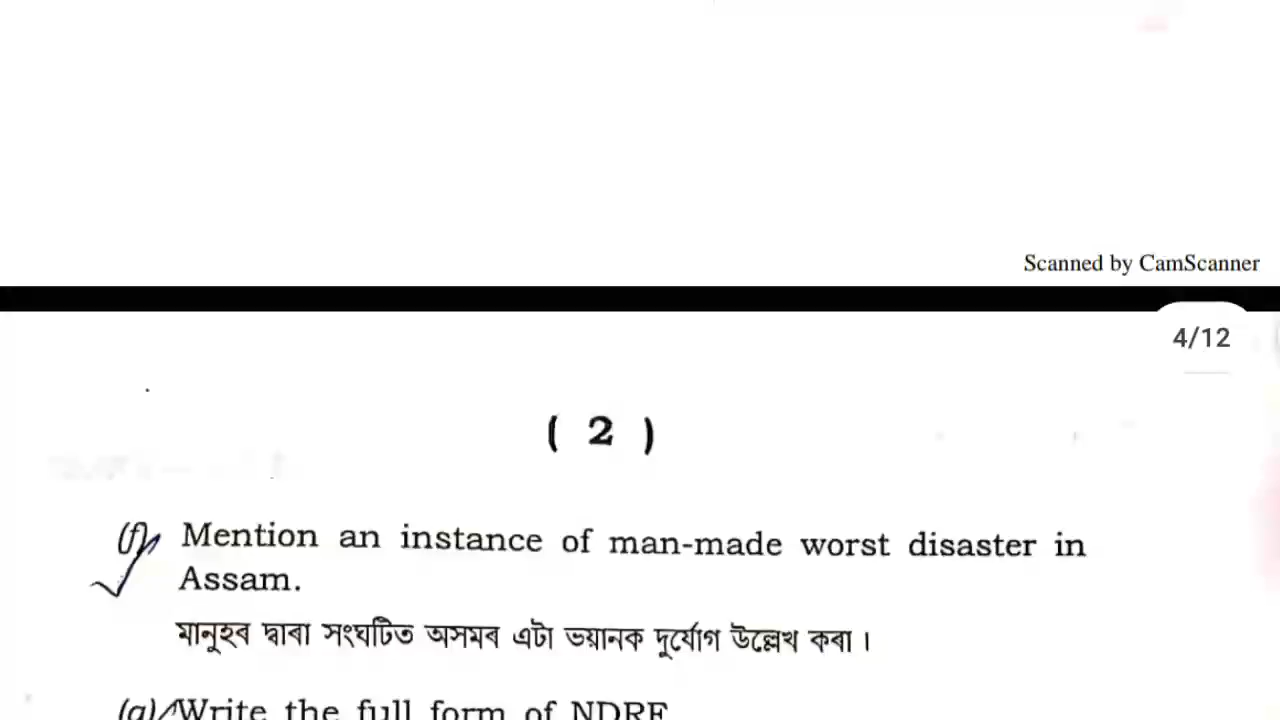 Scanned by CamScanner
4/12
( 2 )
(f) Mention an instance of man-made worst disaster in
Assam.
মানুহৰ দ্বাৰা সংঘটিত অসমৰ এটা ভয়ানক দুৰ্যোগ উল্লেখ কৰা ।
(g) Write the full form of NDRF